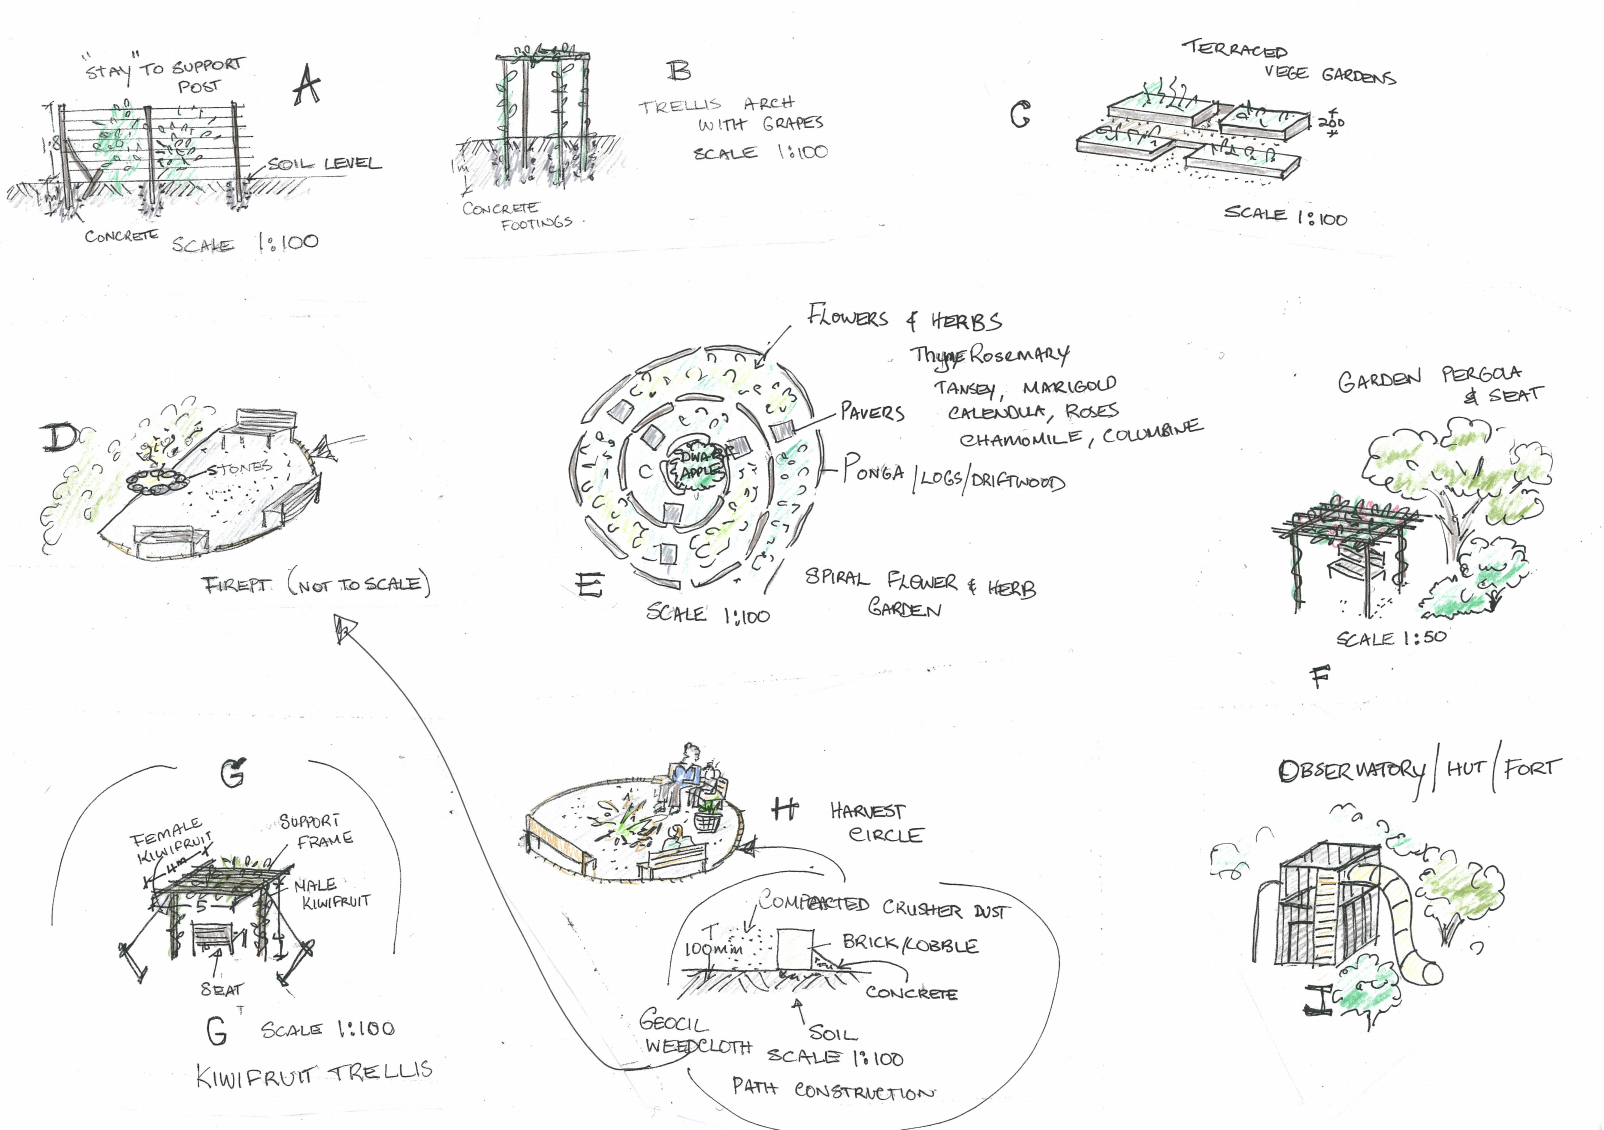 "STAY" TO SUPPORT
POST
A
1.8
SOIL LEVEL
1m
CONCRETE
SCALE 1:100
B
TRELLIS ARCH
WITH GRAPES
SCALE 1:100
1m
CONCRETE
FOOTINGS.
TERRACED
VEGE GARDENS
C
200
SCALE 1:100
D
STONES
FIREPT (NOT TO SCALE)
FLOWERS & HERBS
Thyme Rosemary
TANSEY, MARIGOLD
PAVERS
CALENDULA, ROSES
CHAMOMILE, COLUMBINE
DWARF
APPLE
PONGA/LOGS/DRIFTWOOD
E
SPIRAL FLOWER & HERB
GARDEN
SCALE 1:100
GARDEN PERGOLA
& SEAT
SCALE 1:50
F
G
FEMALE
KIWIFRUIT
SUPPORT
FRAME
4m
MALE
KIWIFRUIT
5
SEAT
G SCALE 1:100
KIWIFRUIT TRELLIS
H HARVEST
CIRCLE
COMPACTED CRUSHER DUST
100mm
BRICK/COBBLE
CONCRETE
GEOCIL
WEEDCLOTH
SOIL
SCALE 1:100
PATH CONSTRUCTION
OBSERVATORY/HUT/FORT
I